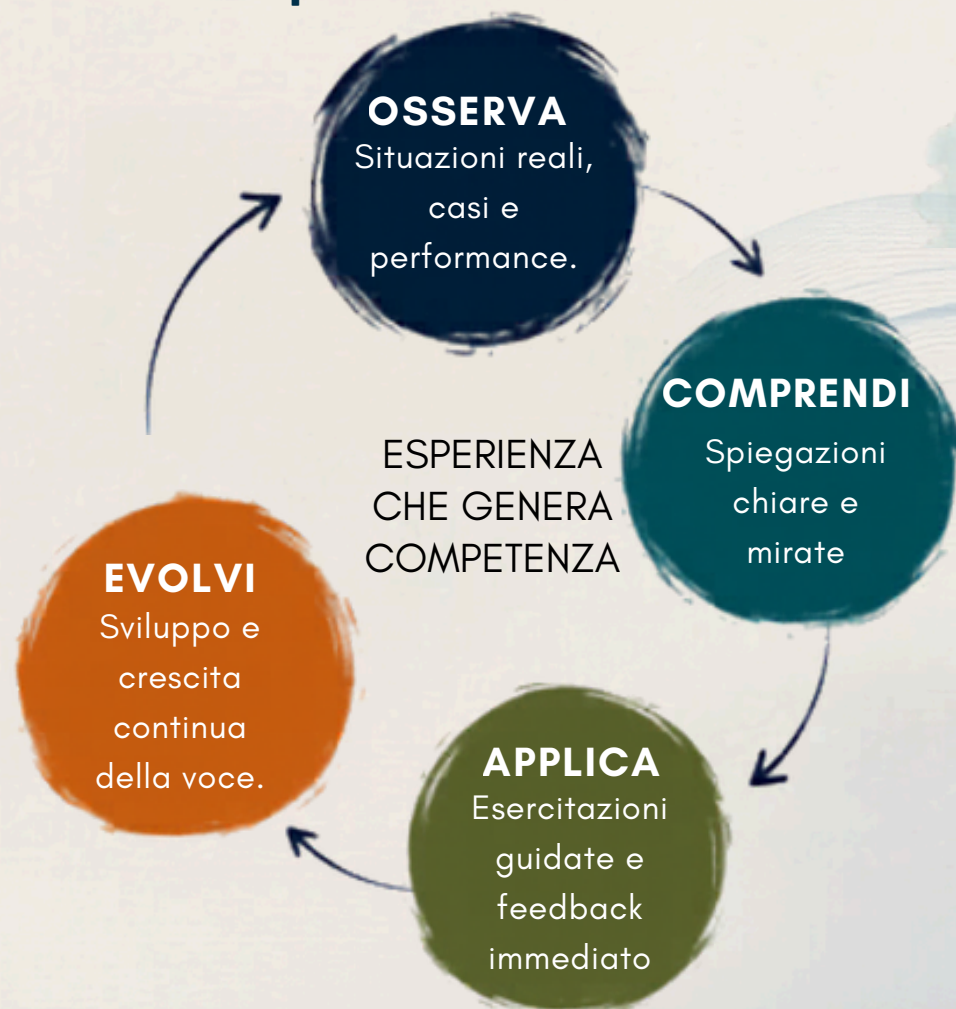 OSSERVA
Situazioni reali,
casi e
performance.
COMPRENDI
Spiegazioni
chiare e
mirate
ESPERIENZA
CHE GENERA
COMPETENZA
EVOLVI
Sviluppo e
crescita
continua
della voce.
APPLICA
Esercitazioni
guidate e
feedback
immediato